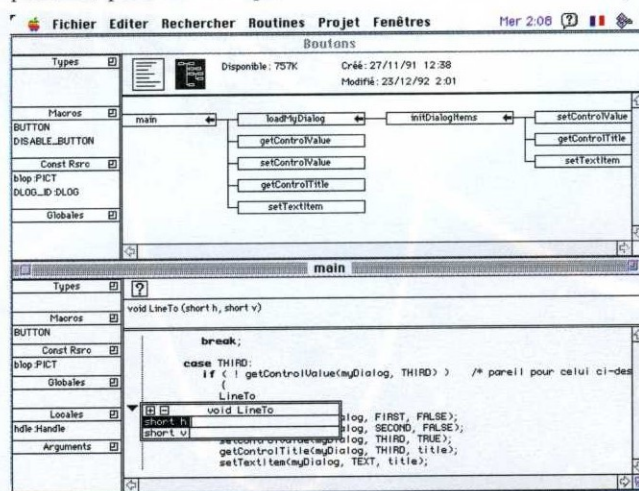 Fichier Editer Rechercher Routines Projet Fenêtres Mer 2:08
Boutons
Types
Disponible: 757K
Créé: 27/11/91 12:38
Modifié: 23/12/92 2:01
Macros
BUTTON
DISABLE_BUTTON
Const Rsrc
blop:PICT
DLOG_ID:DLOG
Globales
main
loadMyDialog
initDialogItems
setControlValue
getControlValue
getControlTitle
setControlValue
setTextItem
getControlTitle
setTextItem
main
Types
Macros
BUTTON
Const Rsrc
blop:PICT
Globales
Locales
hdle:Handle
Arguments
void LineTo (short h, short v)
break;
case THIRD:
if ( ! getControlValue(myDialog, THIRD) ) /* pareil pour celui ci-des
{
LineTo
void LineTo
short h
short v
alog, FIRST, FALSE);
alog, SECOND, FALSE);
setControlValue(myDialog, THIRD, TRUE);
getControlTitle(myDialog, THIRD, title);
setTextItem(myDialog, TEXT, title);